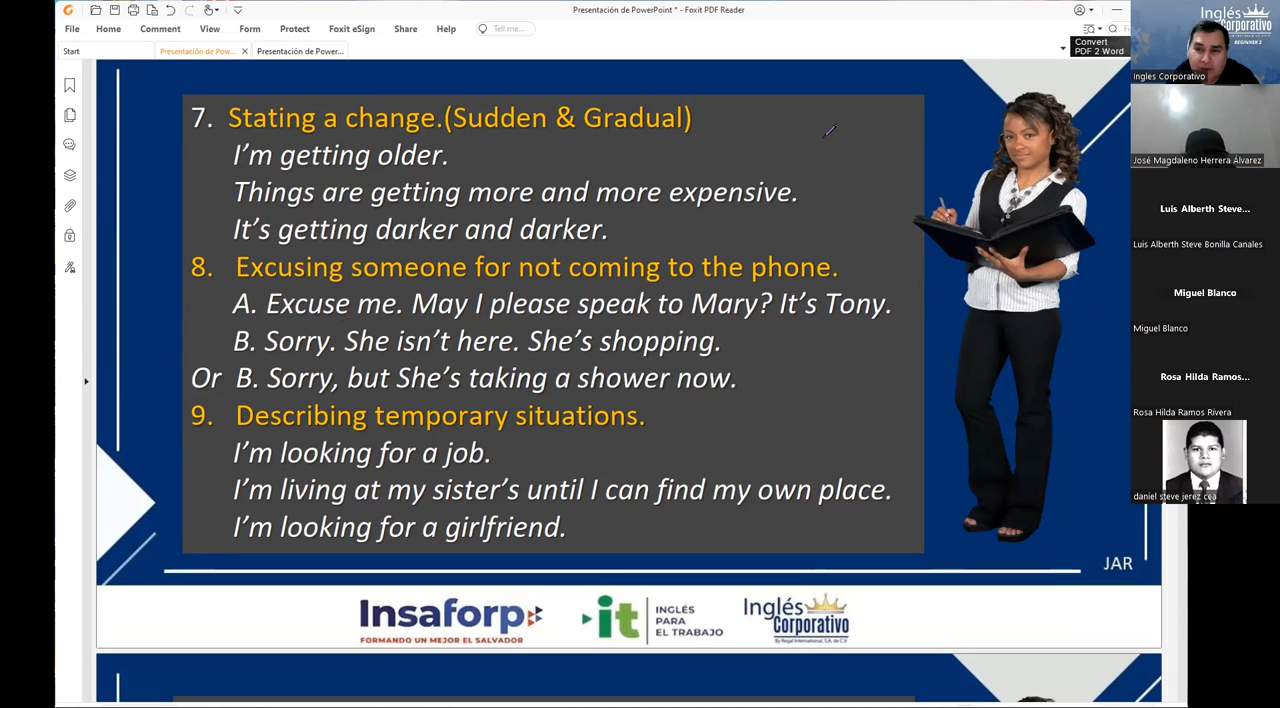 Presentación de PowerPoint * - Foxit PDF Reader
File Home Comment View Form Protect Foxit eSign Share Help Tell me...
Start Presentación de Pow... Presentación de Power...
Convert
PDF 2 Word
7. Stating a change.(Sudden & Gradual)
I'm getting older.
Things are getting more and more expensive.
It's getting darker and darker.
8. Excusing someone for not coming to the phone.
A. Excuse me. May I please speak to Mary? It's Tony.
B. Sorry. She isn't here. She's shopping.
Or B. Sorry, but She's taking a shower now.
9. Describing temporary situations.
I'm looking for a job.
I'm living at my sister's until I can find my own place.
I'm looking for a girlfriend.
JAR
Insaforp
FORMANDO UN MEJOR EL SALVADOR
it
INGLÉS
PARA
EL TRABAJO
Inglés
Corporativo
By Regal International, S.A. de C.V.
Inglés
Corporativo
BEGINNER 2
Ingles Corporativo
José Magdaleno Herrera Álvarez
Luis Alberth Steve...
Luis Alberth Steve Bonilla Canales
Miguel Blanco
Miguel Blanco
Rosa Hilda Ramos...
Rosa Hilda Ramos Rivera
daniel steve jerez cea